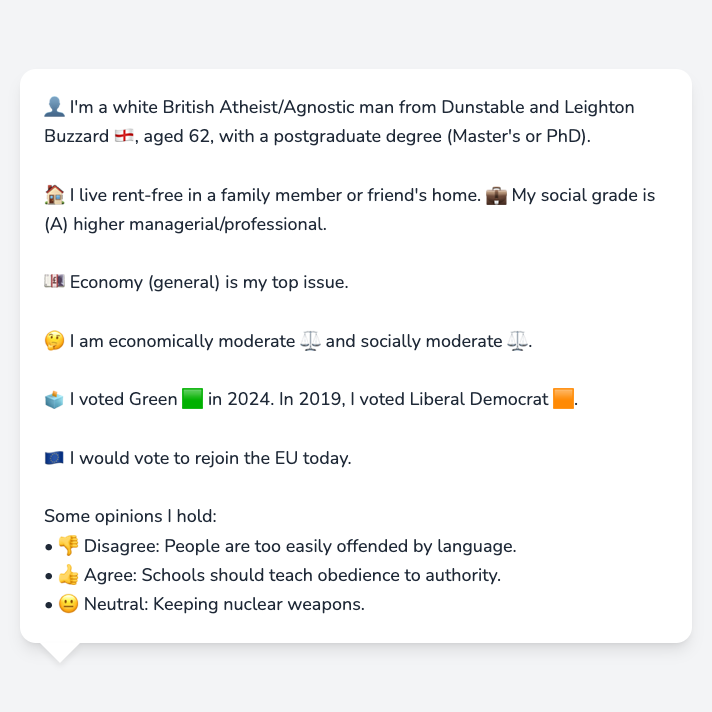 👤 I'm a white British Atheist/Agnostic man from Dunstable and Leighton
Buzzard 🏴󠁧󠁢󠁥󠁮󠁧󠁿, aged 62, with a postgraduate degree (Master's or PhD).
🏠 I live rent-free in a family member or friend's home. 💼 My social grade is
(A) higher managerial/professional.
💷 Economy (general) is my top issue.
🤔 I am economically moderate ⚖️ and socially moderate ⚖️.
🗳️ I voted Green 🟩 in 2024. In 2019, I voted Liberal Democrat 🟧.
🇪🇺 I would vote to rejoin the EU today.
Some opinions I hold:
• 👎 Disagree: People are too easily offended by language.
• 👍 Agree: Schools should teach obedience to authority.
• 😐 Neutral: Keeping nuclear weapons.